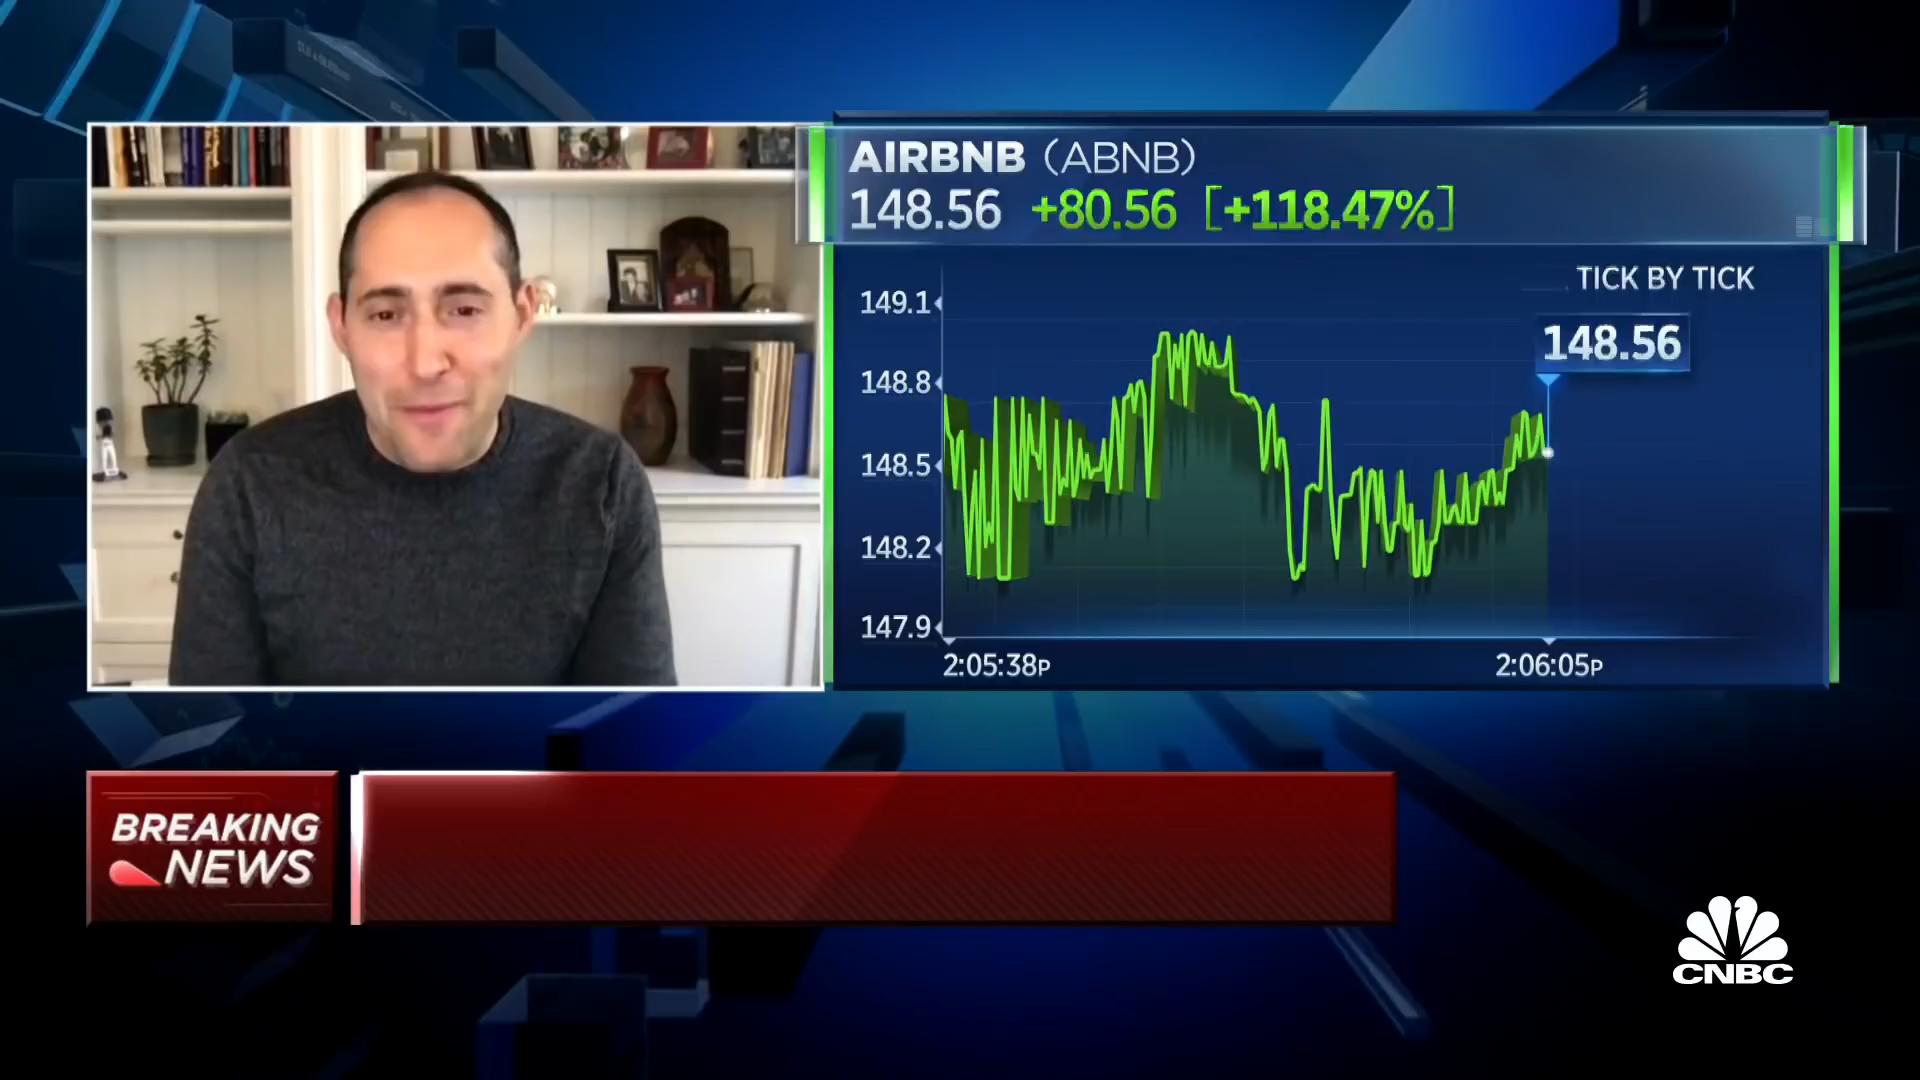 AIRBNB (ABNB)
148.56 +80.56 [+118.47%]
TICK BY TICK
148.56
149.1
148.8
148.5
148.2
147.9
2:05:38P
2:06:05P
BREAKING
NEWS
CNBC